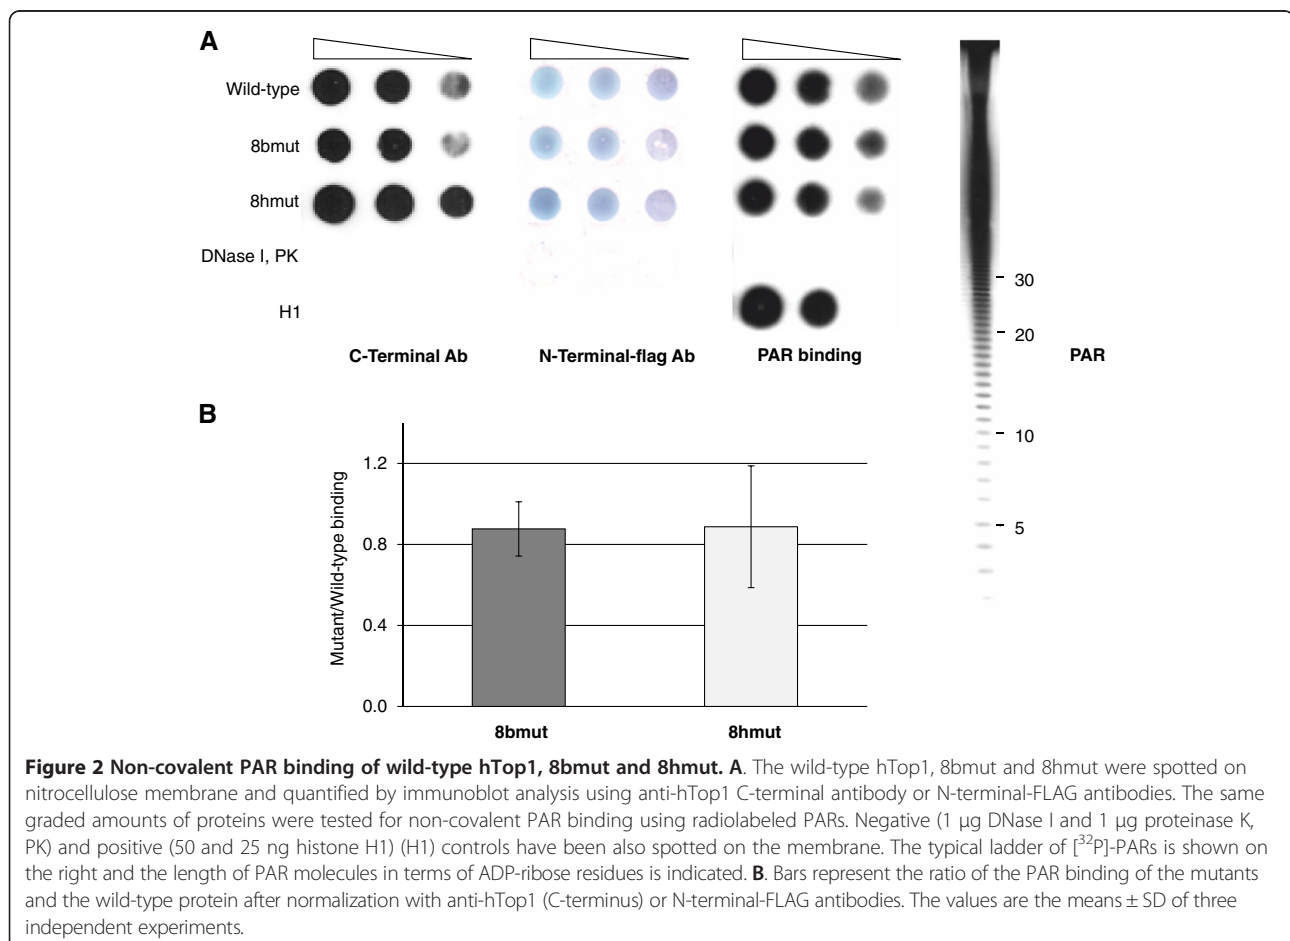 A
Wild-type
8bmut
8hmut
DNase I, PK
H1
C-Terminal Ab
N-Terminal-flag Ab
PAR binding
30
20
10
5
PAR
B
Mutant/Wild-type binding
1.2
0.8
0.4
0.0
8bmut
8hmut
Figure 2 Non-covalent PAR binding of wild-type hTop1, 8bmut and 8hmut. A. The wild-type hTop1, 8bmut and 8hmut were spotted on
nitrocellulose membrane and quantified by immunoblot analysis using anti-hTop1 C-terminal antibody or N-terminal-FLAG antibodies. The same
graded amounts of proteins were tested for non-covalent PAR binding using radiolabeled PARs. Negative (1 μg DNase I and 1 μg proteinase K,
PK) and positive (50 and 25 ng histone H1) (H1) controls have been also spotted on the membrane. The typical ladder of [³²P]-PARs is shown on
the right and the length of PAR molecules in terms of ADP-ribose residues is indicated. B. Bars represent the ratio of the PAR binding of the mutants
and the wild-type protein after normalization with anti-hTop1 (C-terminus) or N-terminal-FLAG antibodies. The values are the means ± SD of three
independent experiments.